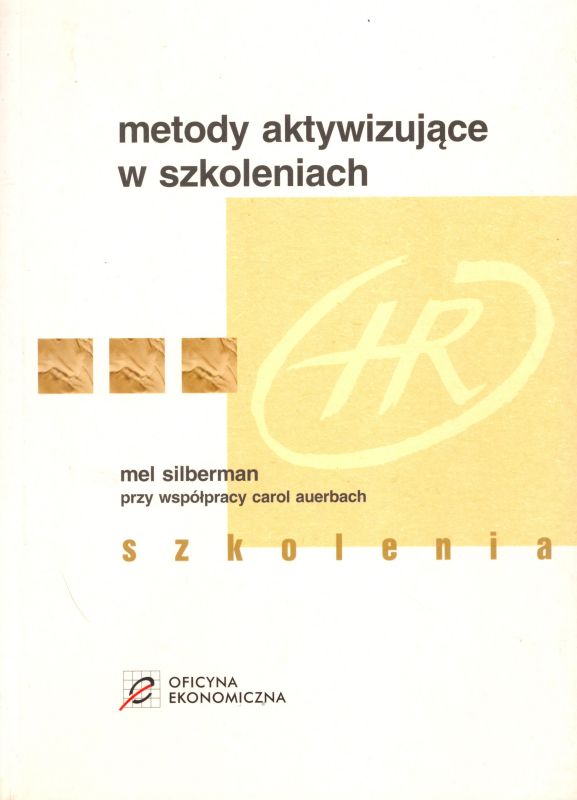 metody aktywizujące
w szkoleniach
HR
mel silberman
przy współpracy carol auerbach
szkolenia
OFICYNA
EKONOMICZNA